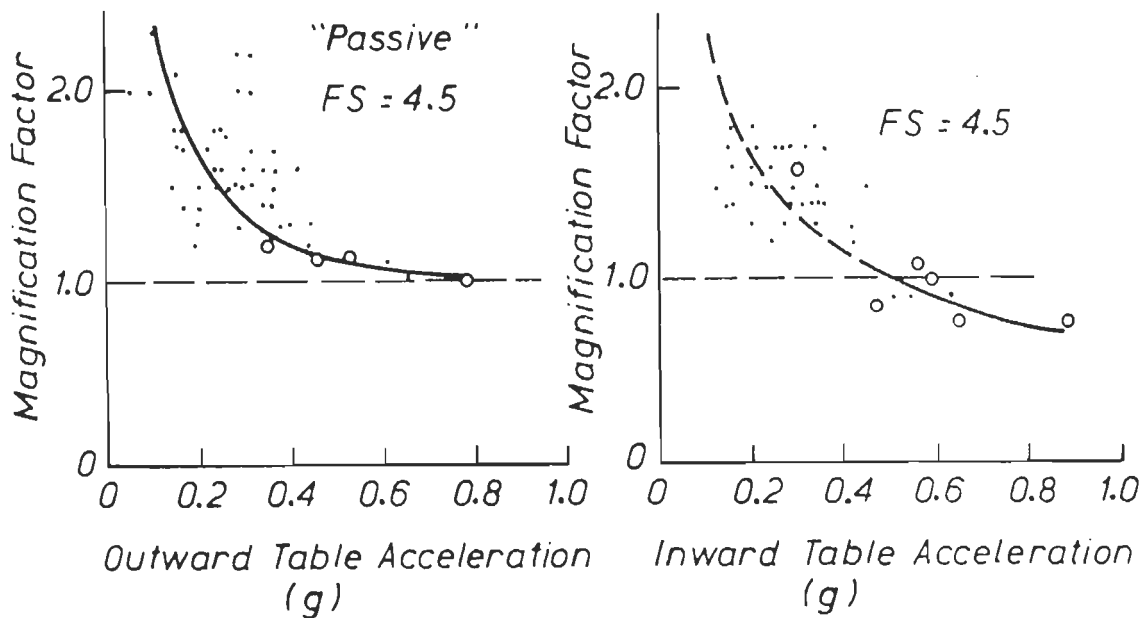 Magnification Factor
2.0
1.0
0
"Passive"
FS = 4.5
0 0.2 0.4 0.6 0.8 1.0
Outward Table Acceleration
(g)
Magnification Factor
2.0
1.0
0
FS = 4.5
0 0.2 0.4 0.6 0.8 1.0
Inward Table Acceleration
(g)